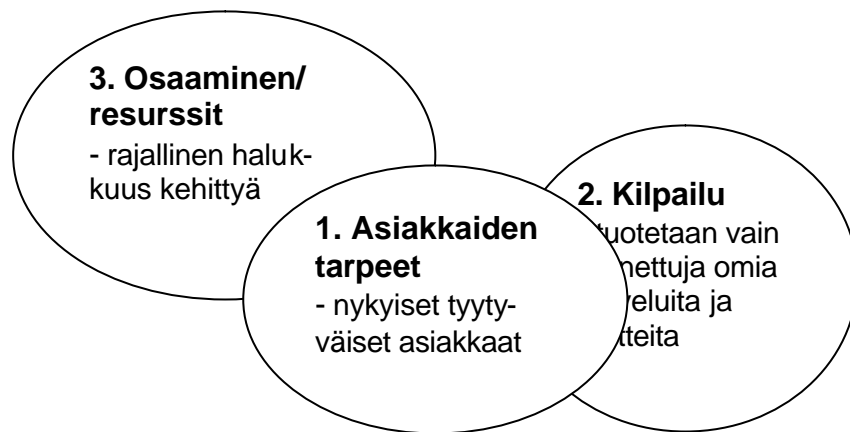 3. Osaaminen/
resurssit
- rajallinen haluk-
kuus kehittyä
1. Asiakkaiden
tarpeet
- nykyiset tyyty-
väiset asiakkaat
2. Kilpailu
tuotetaan vain
omia
ja